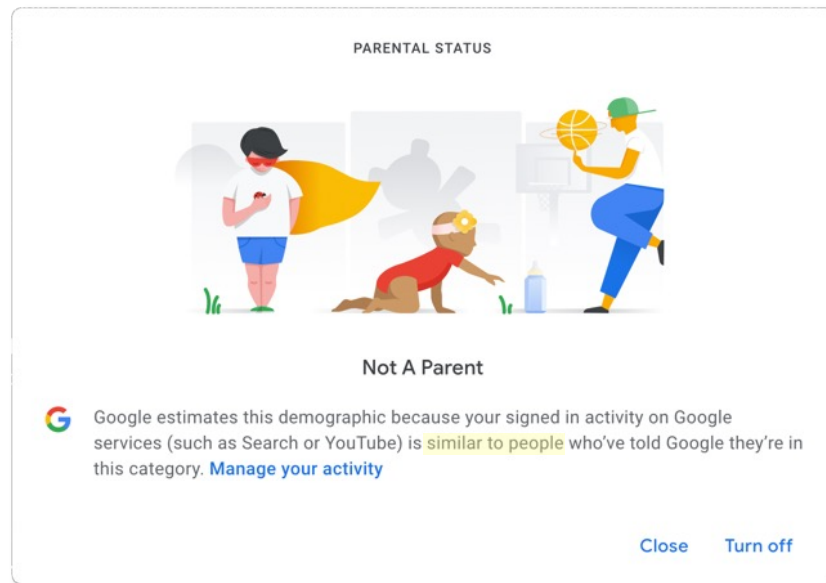 PARENTAL STATUS
Not A Parent
Google estimates this demographic because your signed in activity on Google
services (such as Search or YouTube) is similar to people who’ve told Google they’re in
this category. Manage your activity
Close Turn off